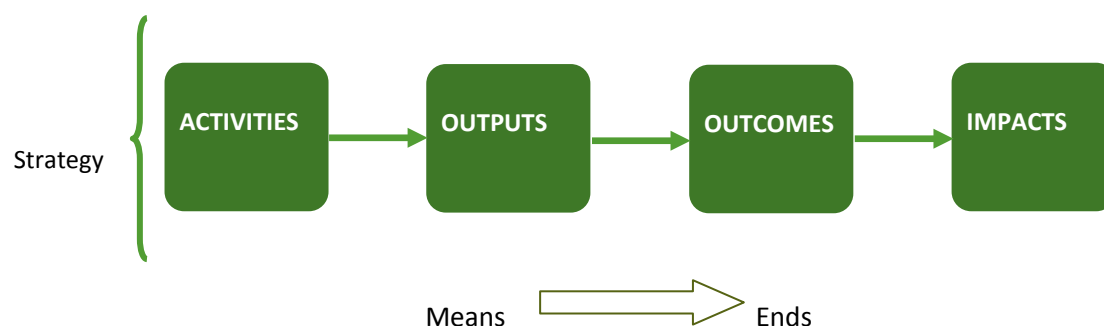 ACTIVITIES
OUTPUTS
OUTCOMES
IMPACTS
Strategy
Means
Ends